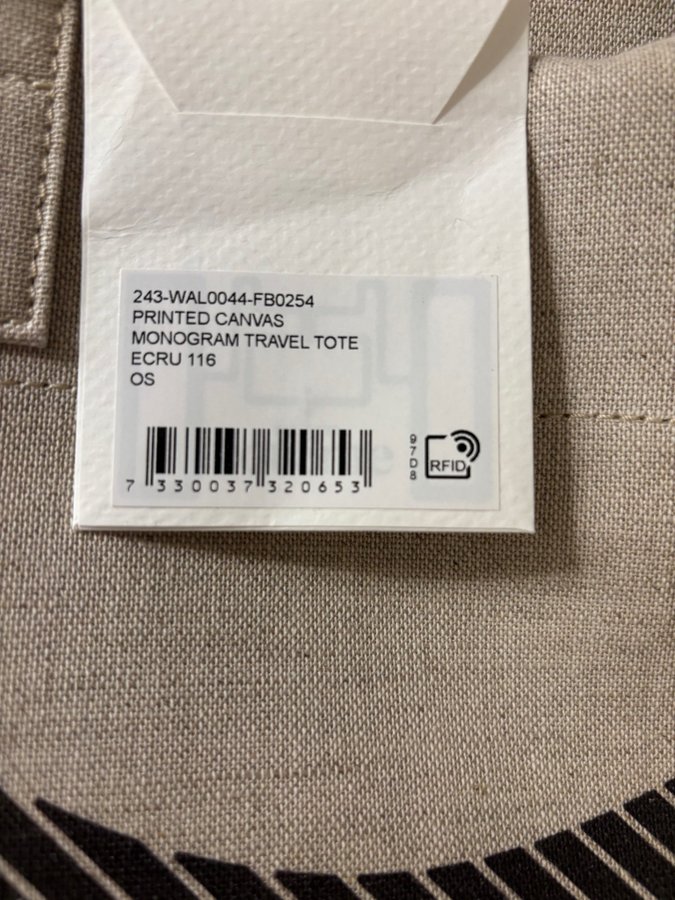 243-WAL0044-FB0254
PRINTED CANVAS
MONOGRAM TRAVEL TOTE
ECRU 116
OS
7 330037 320653
97D8
RFID